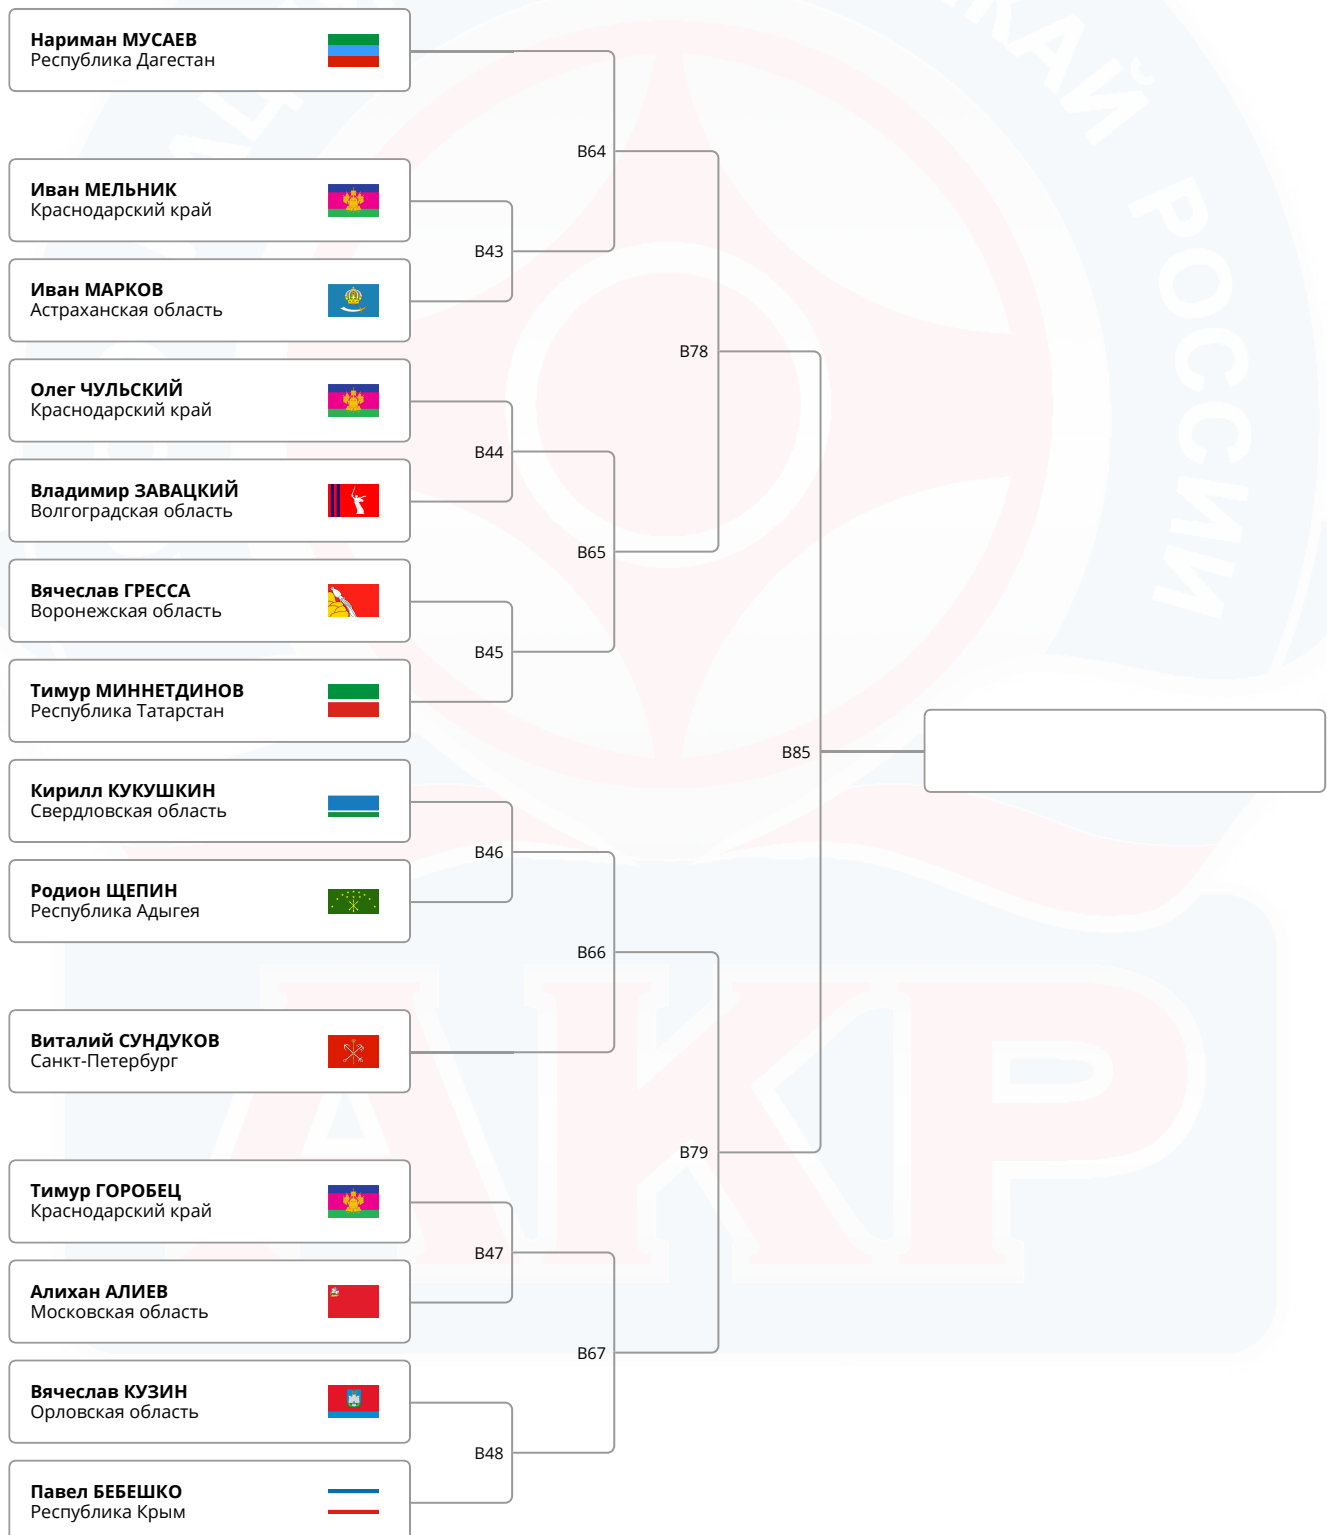 Нариман МУСАЕВ
Республика Дагестан
B64
Иван МЕЛЬНИК
Краснодарский край
B43
Иван МАРКОВ
Астраханская область
B78
Олег ЧУЛЬСКИЙ
Краснодарский край
B44
Владимир ЗАВАЦКИЙ
Волгоградская область
B65
Вячеслав ГРЕССА
Воронежская область
B45
Тимур МИННЕТДИНОВ
Республика Татарстан
B85
Кирилл КУКУШКИН
Свердловская область
B46
Родион ЩЕПИН
Республика Адыгея
B66
Виталий СУНДУКОВ
Санкт-Петербург
B79
Тимур ГОРОБЕЦ
Краснодарский край
B47
Алихан АЛИЕВ
Московская область
B67
Вячеслав КУЗИН
Орловская область
B48
Павел БЕБЕШКО
Республика Крым
РОССИИ
АКР